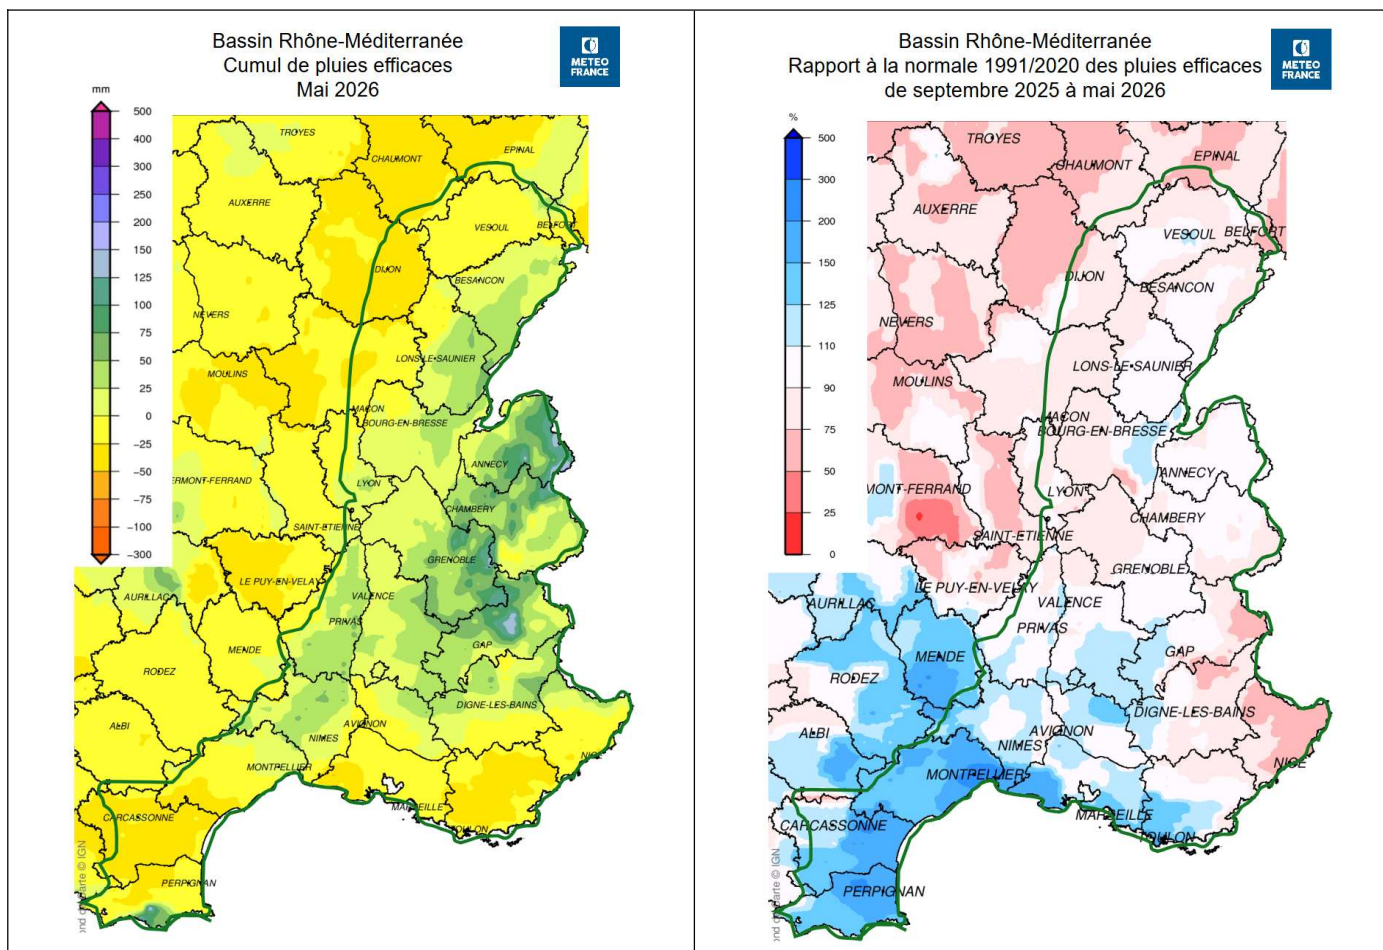 Bassin Rhône-Méditerranée
Cumul de pluies efficaces
Mai 2026
METEO
FRANCE
mm
500
400
300
250
200
150
125
100
75
50
25
0
−25
−50
−75
−100
−300
TROYES
CHAUMONT
EPINAL
AUXERRE
VESOUL
BELFORT
DIJON
BESANCON
NEVERS
LONS-LE-SAUNIER
MOULINS
MACON
BOURG-EN-BRESSE
ANNECY
ERMONT-FERRAND
LYON
CHAMBERY
SAINT-ETIENNE
GRENOBLE
LE PUY-EN-VELAY
AURILLAC
VALENCE
PRIVAS
GAP
MENDE
RODEZ
DIGNE-LES-BAINS
AVIGNON
ALBI
NIMES
NICE
MONTPELLIER
MARSEILLE
CARCASSONNE
TOULON
PERPIGNAN
© IGN
Bassin Rhône-Méditerranée
Rapport à la normale 1991/2020 des pluies efficaces
de septembre 2025 à mai 2026
METEO
FRANCE
%
500
300
200
150
125
110
90
75
50
25
0
TROYES
CHAUMONT
EPINAL
AUXERRE
VESOUL
BELFORT
DIJON
BESANCON
NEVERS
LONS-LE-SAUNIER
MOULINS
MACON
BOURG-EN-BRESSE
ANNECY
MONT-FERRAND
LYON
CHAMBERY
SAINT-ETIENNE
GRENOBLE
LE PUY-EN-VELAY
AURILLAC
VALENCE
PRIVAS
GAP
MENDE
RODEZ
DIGNE-LES-BAINS
AVIGNON
ALBI
NIMES
NICE
MONTPELLIER
MARSEILLE
CARCASSONNE
TOULON
PERPIGNAN
© IGN